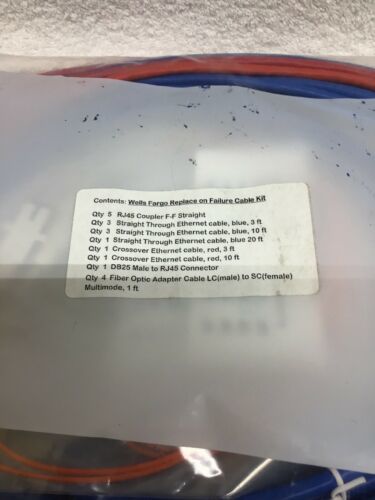 Contents: Wells Fargo Replace on Failure Cable Kit
Qty 5 RJ45 Coupler F-F Straight
Qty 3 Straight Through Ethernet cable, blue, 3 ft
Qty 3 Straight Through Ethernet cable, blue, 10 ft
Qty 1 Straight Through Ethernet cable, blue 20 ft
Qty 1 Crossover Ethernet cable, red, 3 ft
Qty 1 Crossover Ethernet cable, red, 10 ft
Qty 1 DB25 Male to RJ45 Connector
Qty 4 Fiber Optic Adapter Cable LC(male) to SC(female)
Multimode, 1 ft